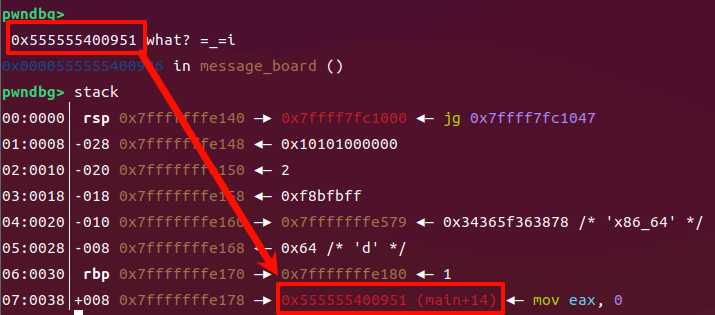 pwndbg>
0x555555400951 what? =_=i
in message_board ()
pwndbg> stack
00:0000│ rsp 0x7fffffffe140 —▸ 0x7ffff7fc1000 ◂— jg 0x7ffff7fc1047
01:0008│ -028 0x7fffffffe148 ◂— 0x10101000000
02:0010│ -020 0x7fffffffe150 ◂— 2
03:0018│ -018 0x7fffffffe158 ◂— 0xf8bfbff
04:0020│ -010 0x7fffffffe160 —▸ 0x7fffffffe579 ◂— 0x34365f363878 /* 'x86_64' */
05:0028│ -008 0x7fffffffe168 ◂— 0x64 /* 'd' */
06:0030│ rbp 0x7fffffffe170 —▸ 0x7fffffffe180 ◂— 1
07:0038│ +008 0x7fffffffe178 —▸ 0x555555400951 (main+14) ◂— mov eax, 0